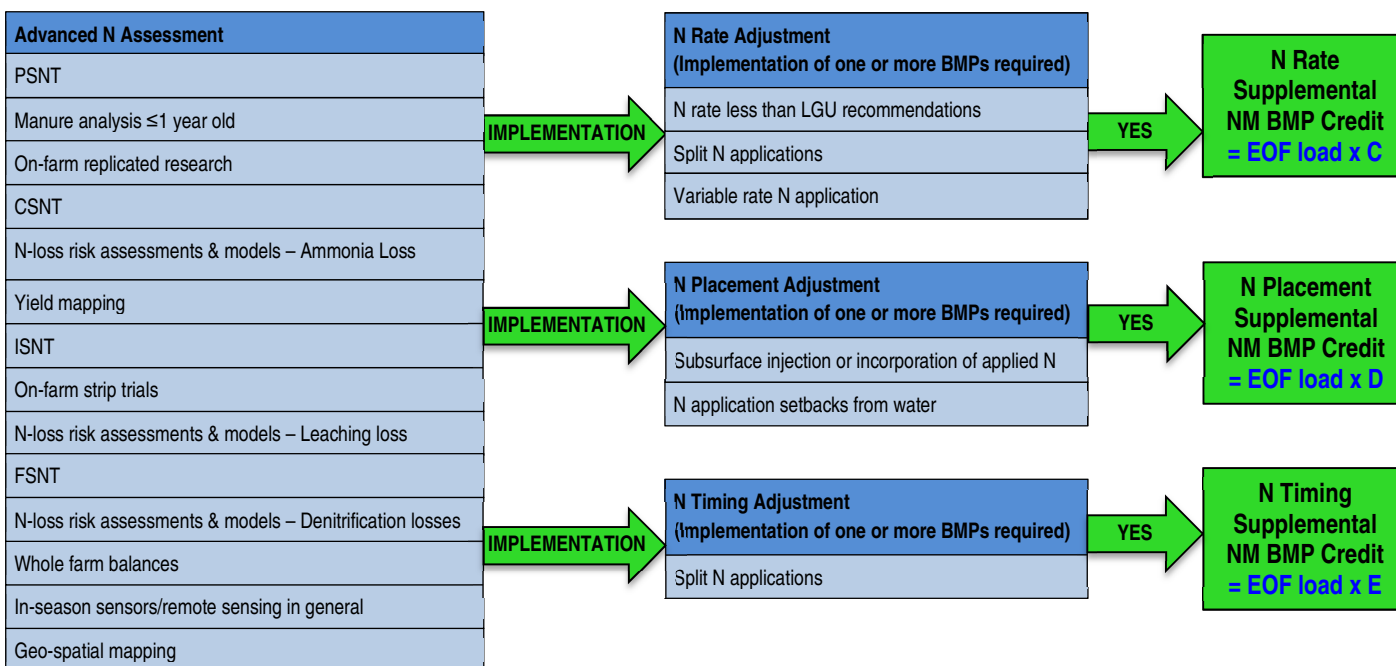 Advanced N Assessment
PSNT
Manure analysis ≤1 year old
On-farm replicated research
CSNT
N-loss risk assessments & models – Ammonia Loss
Yield mapping
ISNT
On-farm strip trials
N-loss risk assessments & models – Leaching loss
FSNT
N-loss risk assessments & models – Denitrification losses
Whole farm balances
In-season sensors/remote sensing in general
Geo-spatial mapping
IMPLEMENTATION
N Rate Adjustment
(Implementation of one or more BMPs required)
N rate less than LGU recommendations
Split N applications
Variable rate N application
YES
N Rate
Supplemental
NM BMP Credit
= EOF load x C
IMPLEMENTATION
N Placement Adjustment
(Implementation of one or more BMPs required)
Subsurface injection or incorporation of applied N
N application setbacks from water
YES
N Placement
Supplemental
NM BMP Credit
= EOF load x D
IMPLEMENTATION
N Timing Adjustment
(Implementation of one or more BMPs required)
Split N applications
YES
N Timing
Supplemental
NM BMP Credit
= EOF load x E